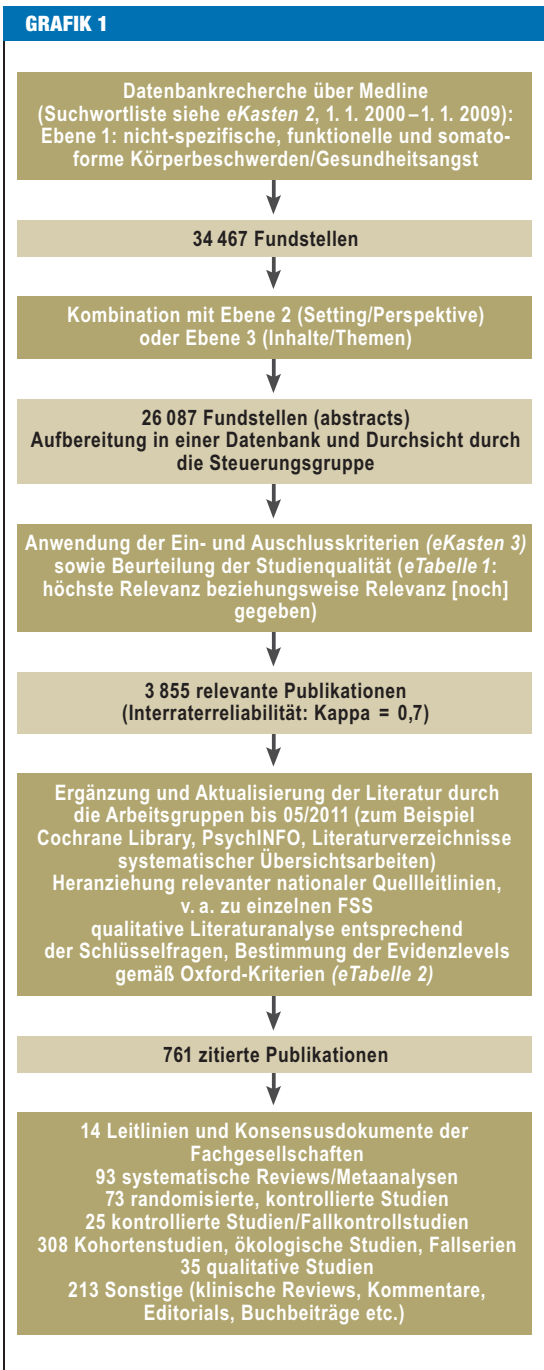 GRAFIK 1
Datenbankrecherche über Medline
(Suchwortliste siehe eKasten 2, 1. 1. 2000–1. 1. 2009):
Ebene 1: nicht-spezifische, funktionelle und somato-
forme Körperbeschwerden/Gesundheitsangst
34 467 Fundstellen
Kombination mit Ebene 2 (Setting/Perspektive)
oder Ebene 3 (Inhalte/Themen)
26 087 Fundstellen (abstracts)
Aufbereitung in einer Datenbank und Durchsicht durch
die Steuerungsgruppe
Anwendung der Ein- und Auschlusskriterien (eKasten 3)
sowie Beurteilung der Studienqualität (eTabelle 1:
höchste Relevanz beziehungsweise Relevanz [noch]
gegeben)
3 855 relevante Publikationen
(Interraterreliabilität: Kappa = 0,7)
Ergänzung und Aktualisierung der Literatur durch
die Arbeitsgruppen bis 05/2011 (zum Beispiel
Cochrane Library, PsychINFO, Literaturverzeichnisse
systematischer Übersichtsarbeiten)
Heranziehung relevanter nationaler Quellleitlinien,
v. a. zu einzelnen FSS
qualitative Literaturanalyse entsprechend
der Schlüsselfragen, Bestimmung der Evidenzlevels
gemäß Oxford-Kriterien (eTabelle 2)
761 zitierte Publikationen
14 Leitlinien und Konsensusdokumente der
Fachgesellschaften
93 systematische Reviews/Metaanalysen
73 randomisierte, kontrollierte Studien
25 kontrollierte Studien/Fallkontrollstudien
308 Kohortenstudien, ökologische Studien, Fallserien
35 qualitative Studien
213 Sonstige (klinische Reviews, Kommentare,
Editorials, Buchbeiträge etc.)